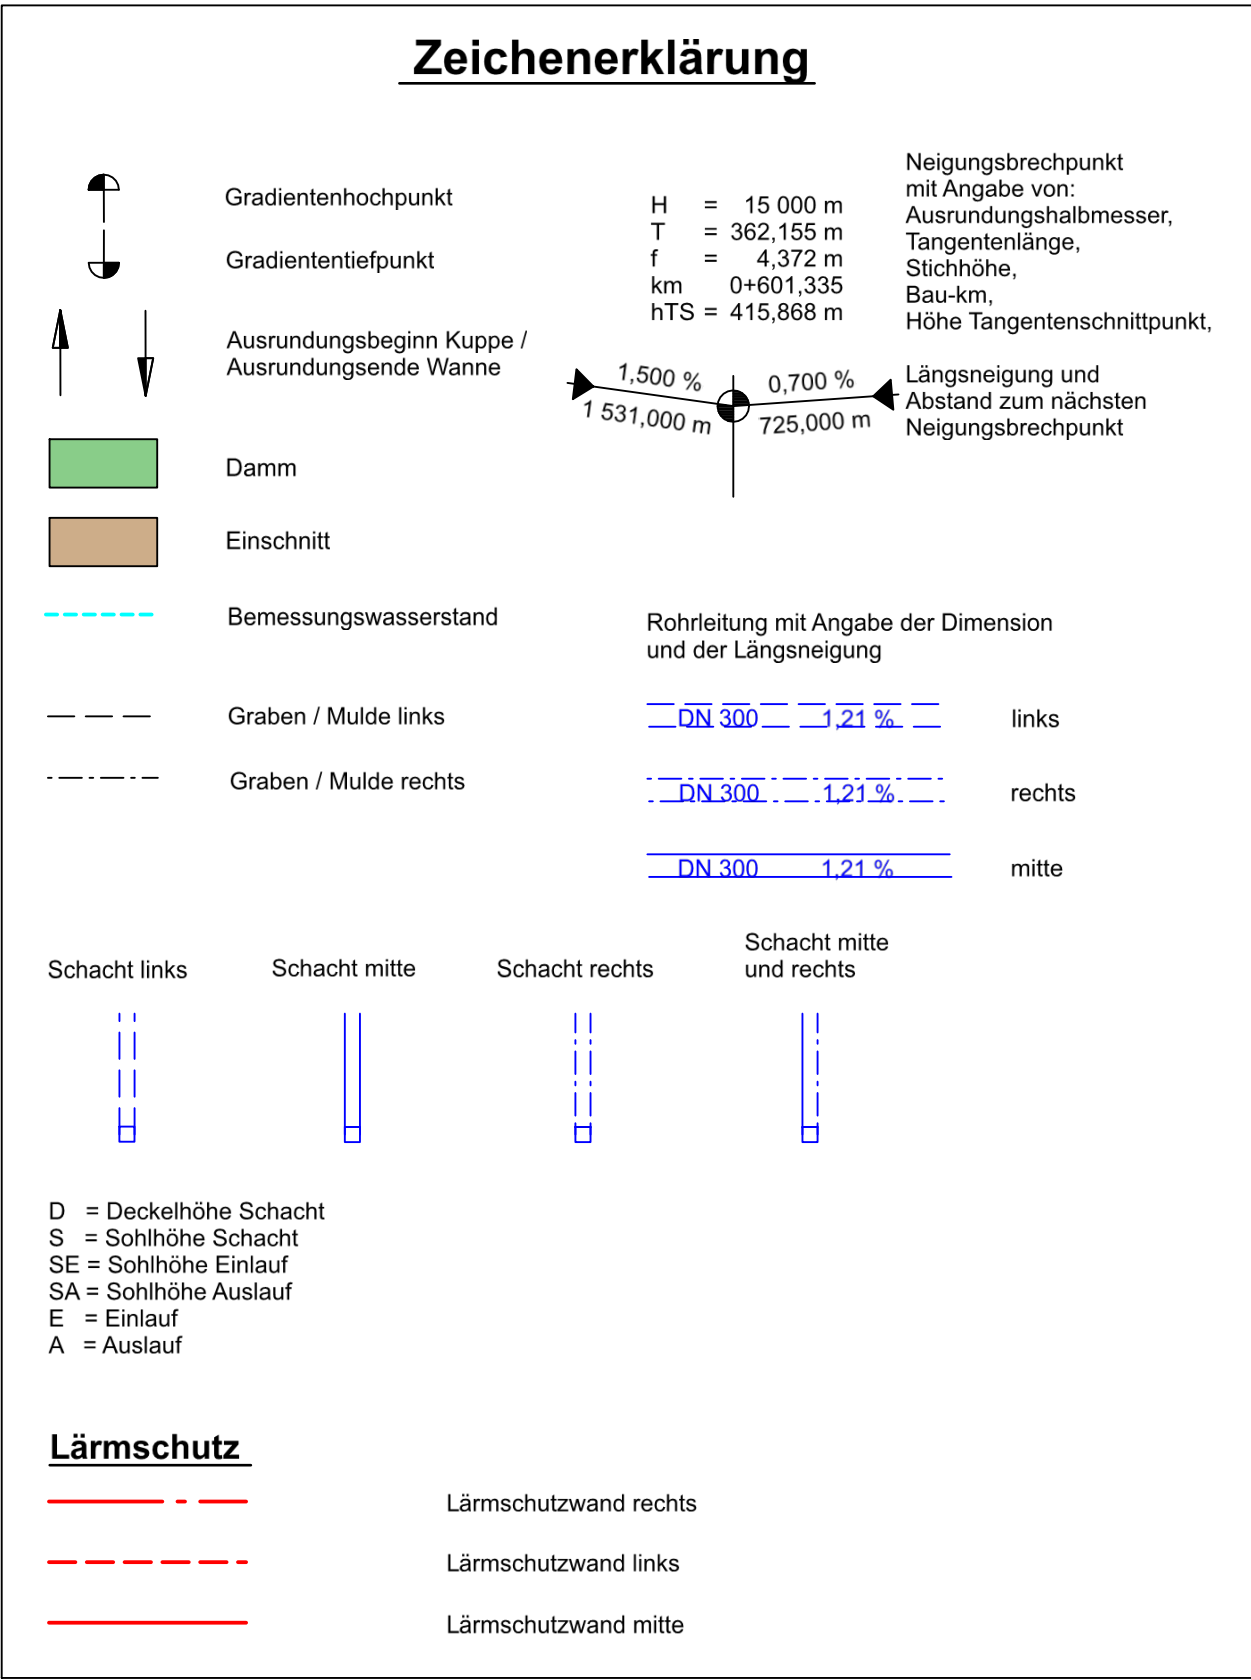 Zeichenerklärung
Gradientenhochpunkt
Gradiententiefpunkt
Ausrundungsbeginn Kuppe /
Ausrundungsende Wanne
Damm
Einschnitt
Bemessungswasserstand
Graben / Mulde links
Graben / Mulde rechts
H = 15 000 m
T = 362,155 m
f = 4,372 m
km 0+601,335
hTS = 415,868 m
Neigungsbrechpunkt
mit Angabe von:
Ausrundungshalbmesser,
Tangentenlänge,
Stichhöhe,
Bau-km,
Höhe Tangentenschnittpunkt,
1,500 % 0,700 %
1 531,000 m 725,000 m
Längsneigung und
Abstand zum nächsten
Neigungsbrechpunkt
Rohrleitung mit Angabe der Dimension
und der Längsneigung
DN 300 1,21 % links
DN 300 1,21 % rechts
DN 300 1,21 % mitte
Schacht links
Schacht mitte
Schacht rechts
Schacht mitte
und rechts
D = Deckelhöhe Schacht
S = Sohlhöhe Schacht
SE = Sohlhöhe Einlauf
SA = Sohlhöhe Auslauf
E = Einlauf
A = Auslauf
Lärmschutz
Lärmschutzwand rechts
Lärmschutzwand links
Lärmschutzwand mitte